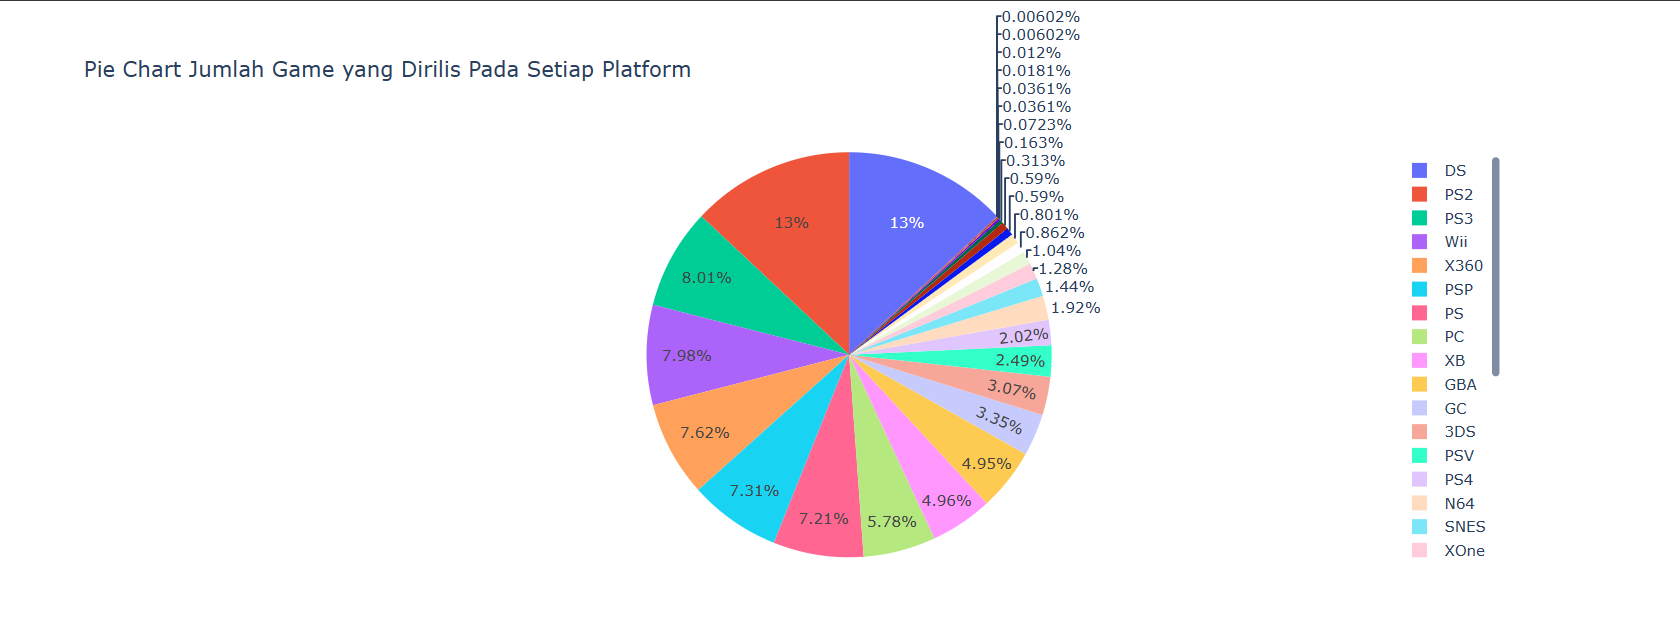 Pie Chart Jumlah Game yang Dirilis Pada Setiap Platform
0.00602%
0.00602%
0.012%
0.0181%
0.0361%
0.0361%
0.0723%
0.163%
0.313%
0.59%
0.59%
0.801%
0.862%
1.04%
1.28%
1.44%
1.92%
2.02%
2.49%
3.07%
3.35%
4.95%
4.96%
5.78%
7.21%
7.31%
7.62%
7.98%
8.01%
13%
13%
DS
PS2
PS3
Wii
X360
PSP
PS
PC
XB
GBA
GC
3DS
PSV
PS4
N64
SNES
XOne